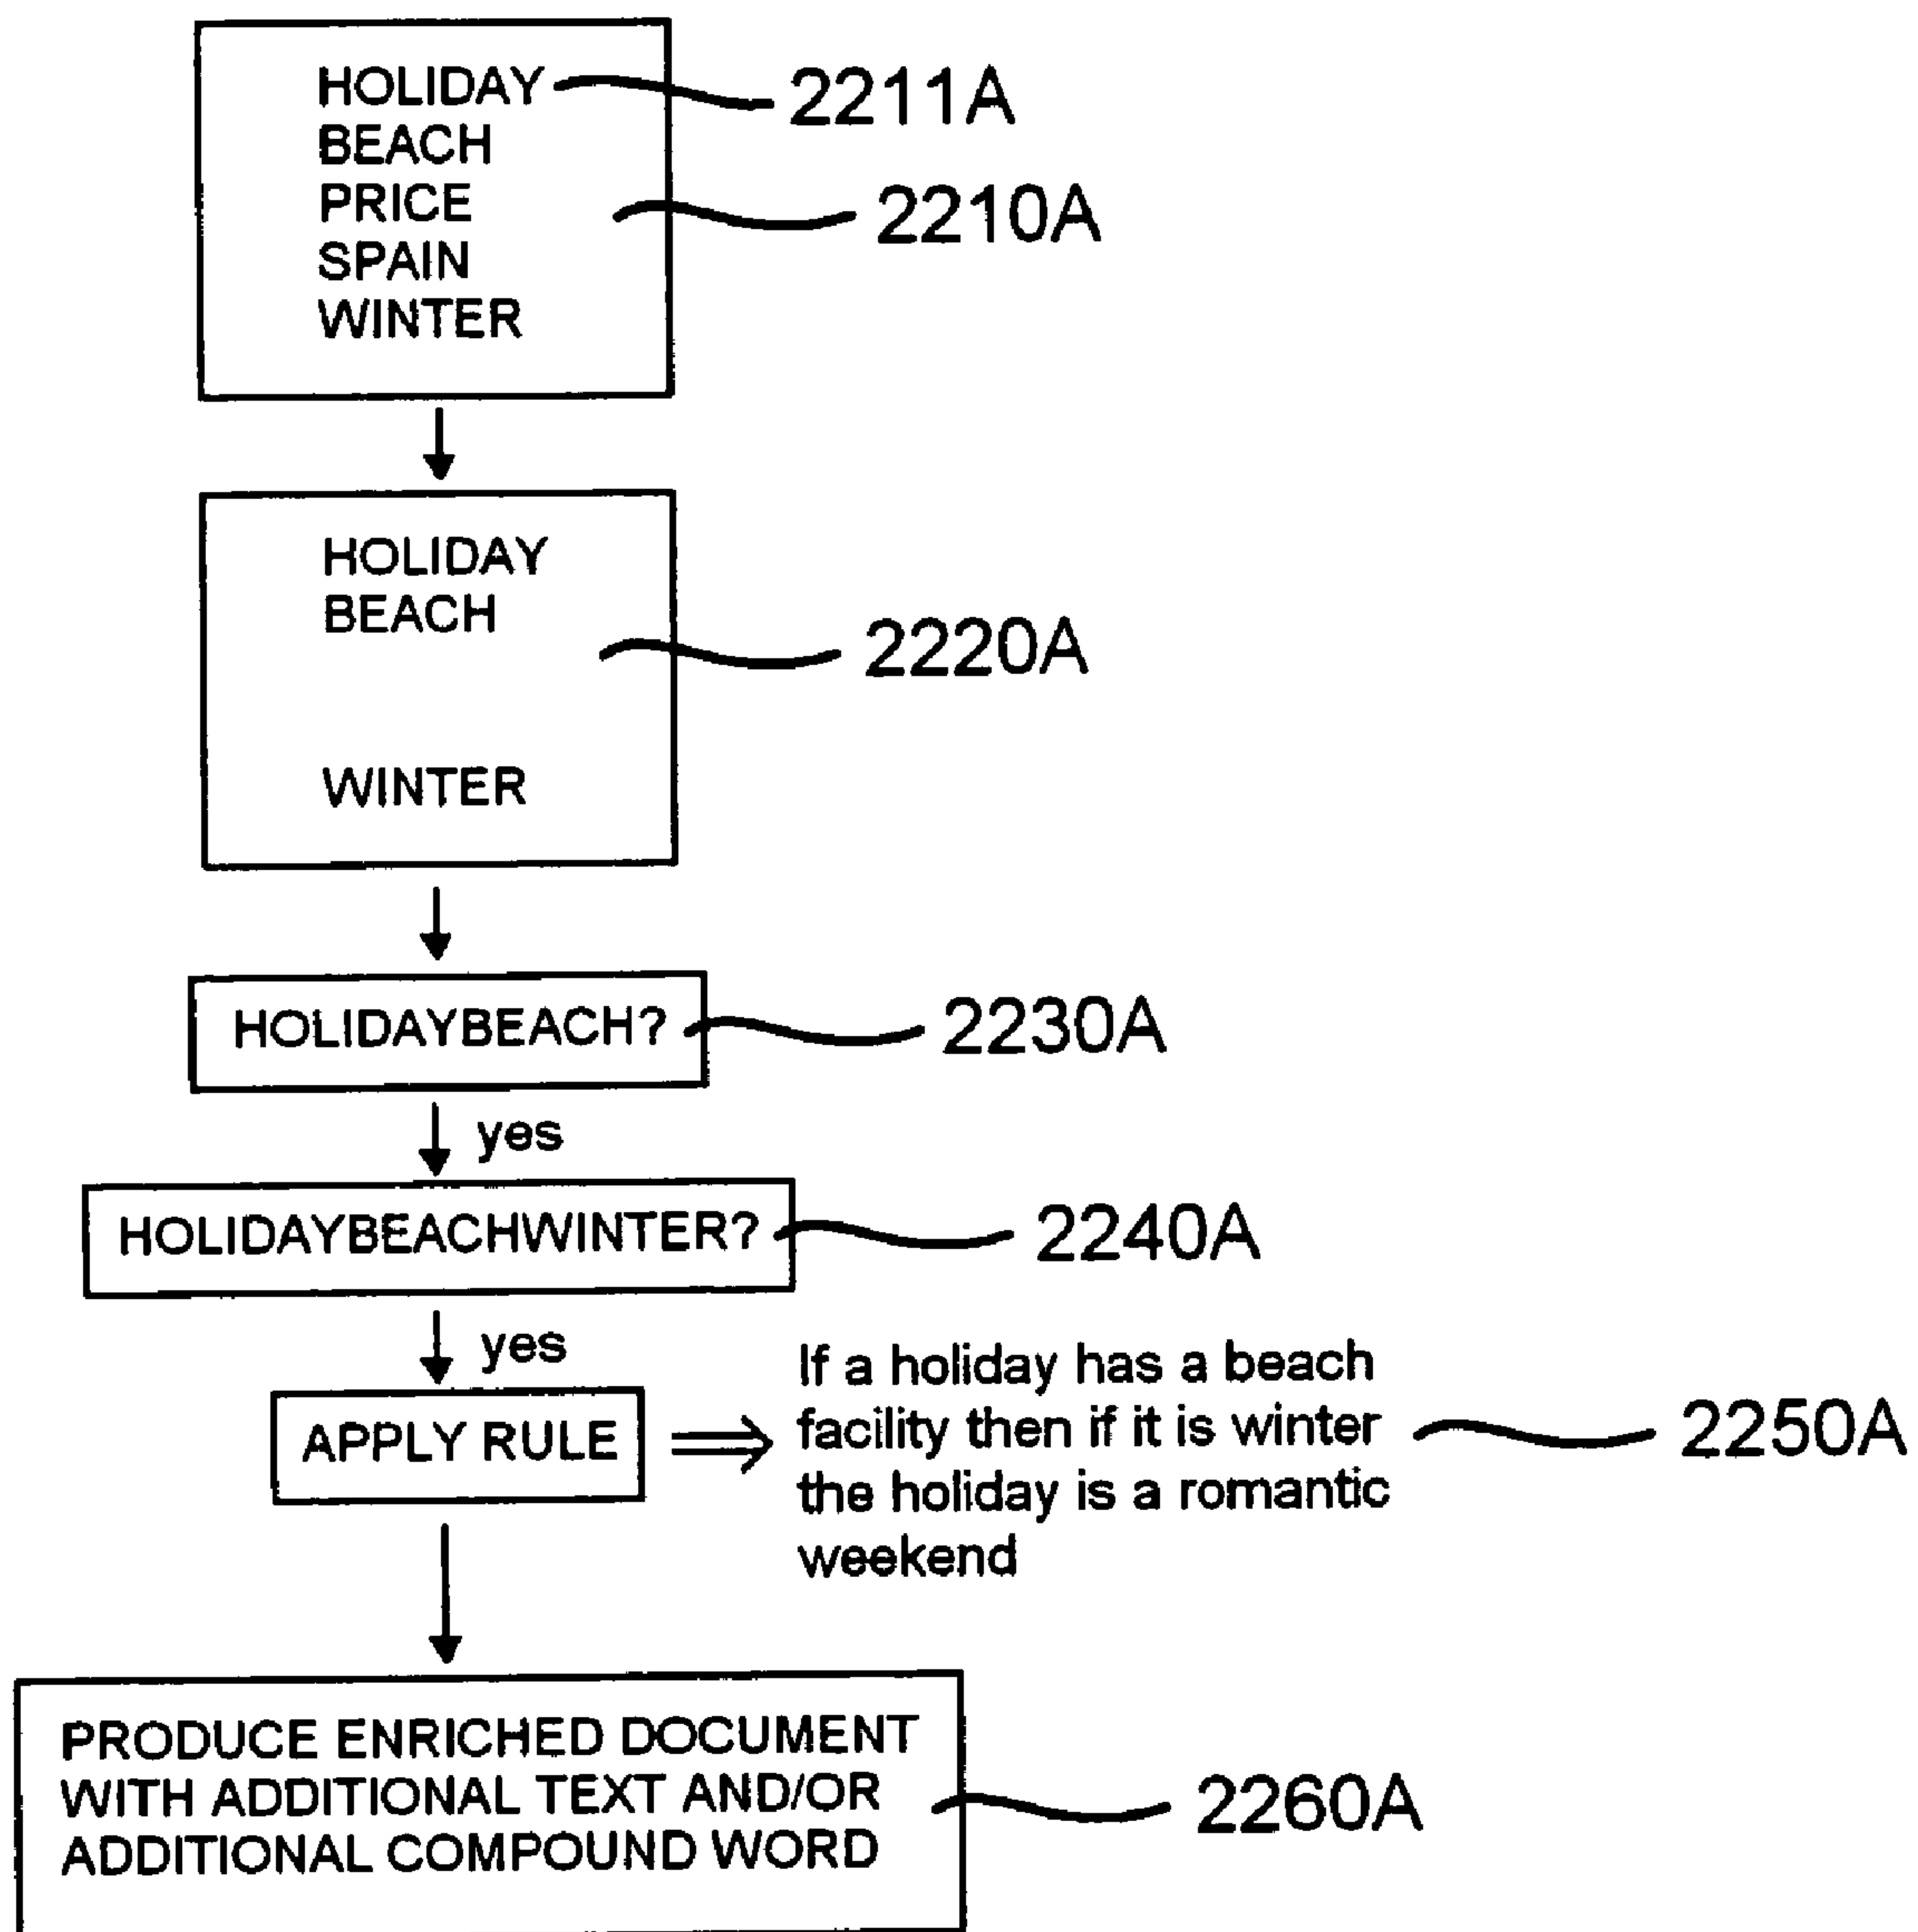 HOLIDAY 2211A
BEACH
PRICE 2210A
SPAIN
WINTER
HOLIDAY
BEACH
2220A
WINTER
HOLIDAYBEACH? 2230A
yes
HOLIDAYBEACHWINTER? 2240A
yes
APPLY RULE
If a holiday has a beach
facility then if it is winter
the holiday is a romantic
weekend
2250A
PRODUCE ENRICHED DOCUMENT
WITH ADDITIONAL TEXT AND/OR
ADDITIONAL COMPOUND WORD
2260A